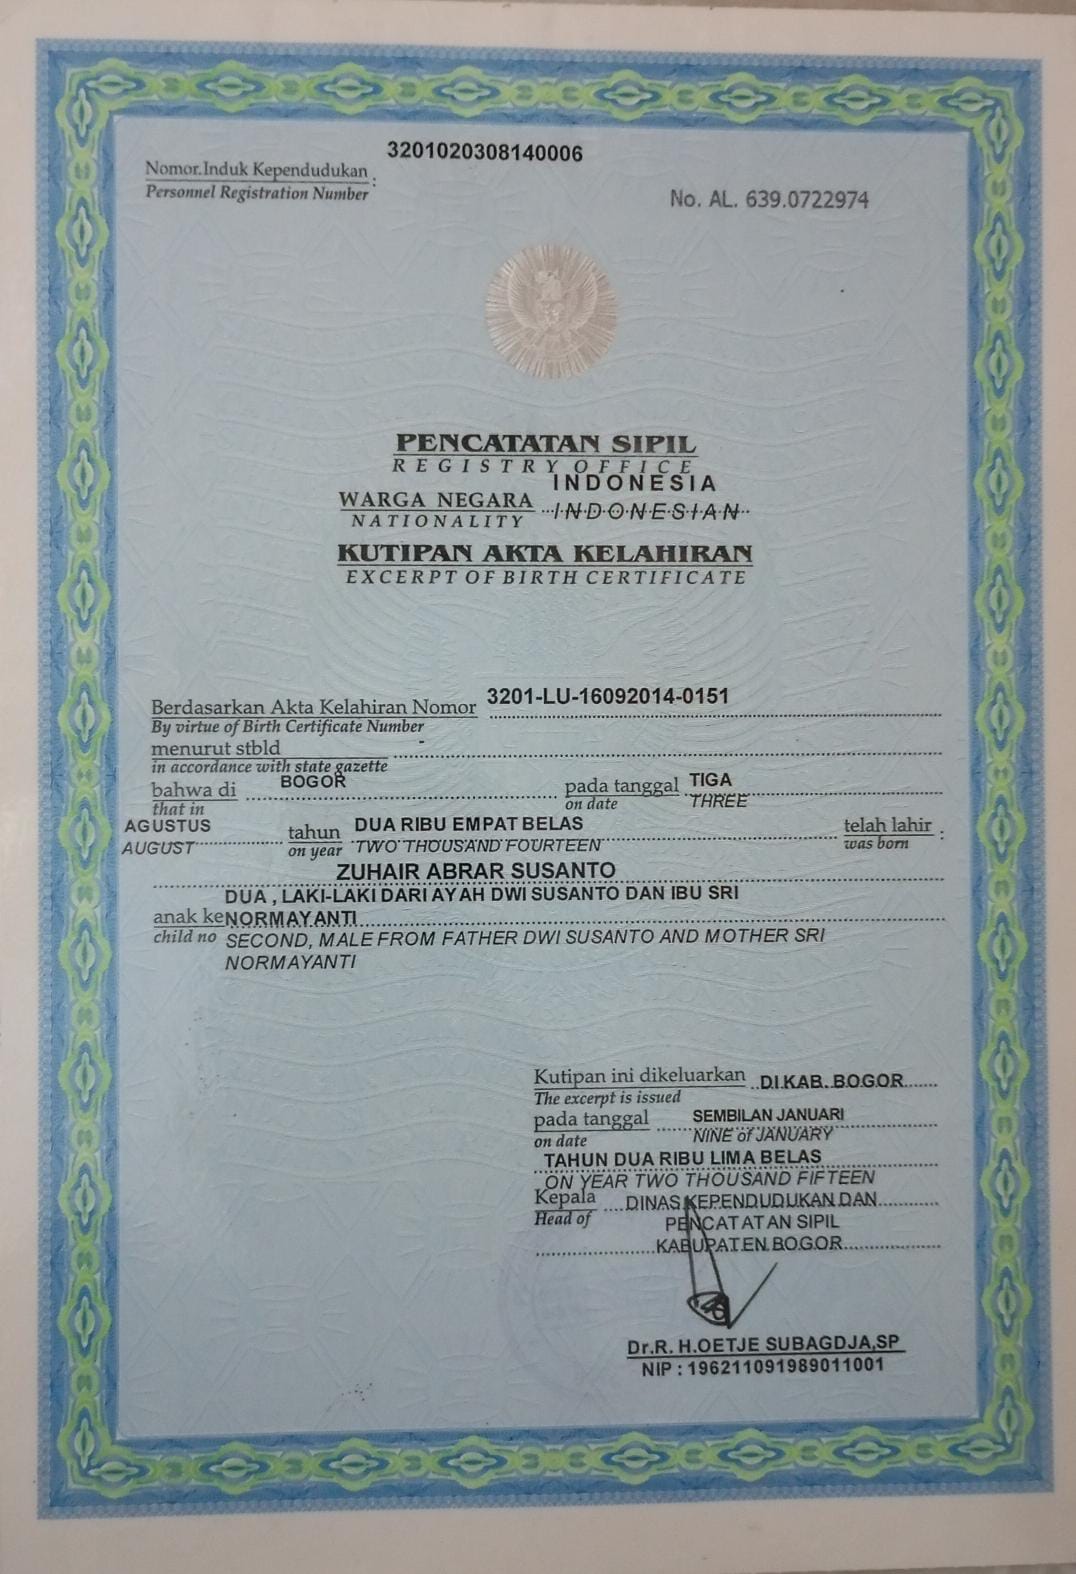 3201020308140006
Nomor.Induk Kependudukan :
Personnel Registration Number
No. AL. 639.0722974
PENCATATAN SIPIL
REGISTRY OFFICE
INDONESIA
WARGA NEGARA
NATIONALITY
INDONESIAN
KUTIPAN AKTA KELAHIRAN
EXCERPT OF BIRTH CERTIFICATE
Berdasarkan Akta Kelahiran Nomor 3201-LU-16092014-0151
By virtue of Birth Certificate Number
menurut stbld -
in accordance with state gazette
bahwa di BOGOR pada tanggal TIGA
that in on date THREE
AGUSTUS tahun DUA RIBU EMPAT BELAS telah lahir :
AUGUST on year TWO THOUSAND FOURTEEN was born
ZUHAIR ABRAR SUSANTO
DUA , LAKI-LAKI DARI AYAH DWI SUSANTO DAN IBU SRI
anak ke NORMAYANTI
child no SECOND, MALE FROM FATHER DWI SUSANTO AND MOTHER SRI
NORMAYANTI
Kutipan ini dikeluarkan DI KAB. BOGOR
The excerpt is issued
pada tanggal SEMBILAN JANUARI
on date NINE of JANUARY
TAHUN DUA RIBU LIMA BELAS
ON YEAR TWO THOUSAND FIFTEEN
Kepala DINAS KEPENDUDUKAN DAN
Head of PENCATATAN SIPIL
KABUPATEN BOGOR
Dr.R. H.OETJE SUBAGDJA,SP
NIP : 196211091989011001